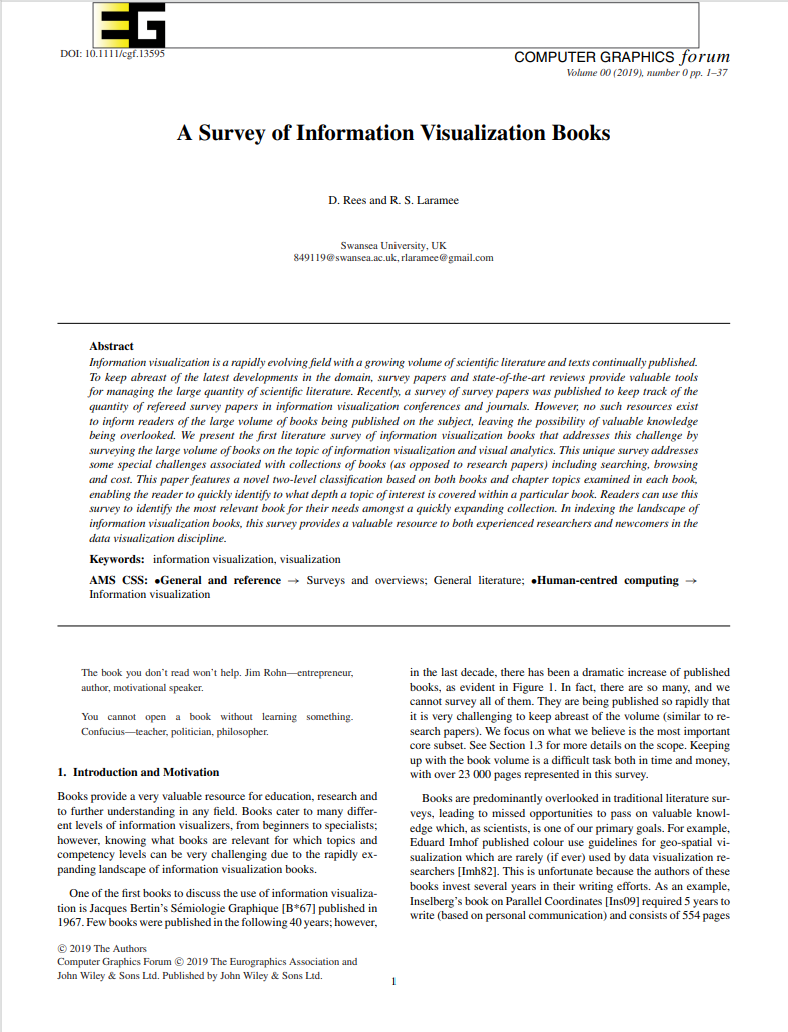 EG
DOI: 10.1111/cgf.13595
COMPUTER GRAPHICS forum
Volume 00 (2019), number 0 pp. 1–37
A Survey of Information Visualization Books
D. Rees and R. S. Laramee
Swansea University, UK
849119@swansea.ac.uk, rlaramee@gmail.com
Abstract
Information visualization is a rapidly evolving field with a growing volume of scientific literature and texts continually published.
To keep abreast of the latest developments in the domain, survey papers and state-of-the-art reviews provide valuable tools
for managing the large quantity of scientific literature. Recently, a survey of survey papers was published to keep track of the
quantity of refereed survey papers in information visualization conferences and journals. However, no such resources exist
to inform readers of the large volume of books being published on the subject, leaving the possibility of valuable knowledge
being overlooked. We present the first literature survey of information visualization books that addresses this challenge by
surveying the large volume of books on the topic of information visualization and visual analytics. This unique survey addresses
some special challenges associated with collections of books (as opposed to research papers) including searching, browsing
and cost. This paper features a novel two-level classification based on both books and chapter topics examined in each book,
enabling the reader to quickly identify to what depth a topic of interest is covered within a particular book. Readers can use
this survey to identify the most relevant book for their needs amongst a quickly expanding collection. In indexing the landscape of
information visualization books, this survey provides a valuable resource to both experienced researchers and newcomers in the
data visualization discipline.
Keywords: information visualization, visualization
AMS CSS: •General and reference → Surveys and overviews; General literature; •Human-centred computing →
Information visualization
The book you don't read won't help. Jim Rohn—entrepreneur,
author, motivational speaker.
You cannot open a book without learning something.
Confucius—teacher, politician, philosopher.
1. Introduction and Motivation
Books provide a very valuable resource for education, research and
to further understanding in any field. Books cater to many differ-
ent levels of information visualizers, from beginners to specialists;
however, knowing what books are relevant for which topics and
competency levels can be very challenging due to the rapidly ex-
panding landscape of information visualization books.
One of the first books to discuss the use of information visualiza-
tion is Jacques Bertin's Sémiologie Graphique [B*67] published in
1967. Few books were published in the following 40 years; however,
in the last decade, there has been a dramatic increase of published
books, as evident in Figure 1. In fact, there are so many, and we
cannot survey all of them. They are being published so rapidly that
it is very challenging to keep abreast of the volume (similar to re-
search papers). We focus on what we believe is the most important
core subset. See Section 1.3 for more details on the scope. Keeping
up with the book volume is a difficult task both in time and money,
with over 23 000 pages represented in this survey.
Books are predominantly overlooked in traditional literature sur-
veys, leading to missed opportunities to pass on valuable knowl-
edge which, as scientists, is one of our primary goals. For example,
Eduard Imhof published colour use guidelines for geo-spatial vi-
sualization which are rarely (if ever) used by data visualization re-
searchers [Imh82]. This is unfortunate because the authors of these
books invest several years in their writing efforts. As an example,
Inselberg's book on Parallel Coordinates [Ins09] required 5 years to
write (based on personal communication) and consists of 554 pages
© 2019 The Authors
Computer Graphics Forum © 2019 The Eurographics Association and
John Wiley & Sons Ltd. Published by John Wiley & Sons Ltd.
1